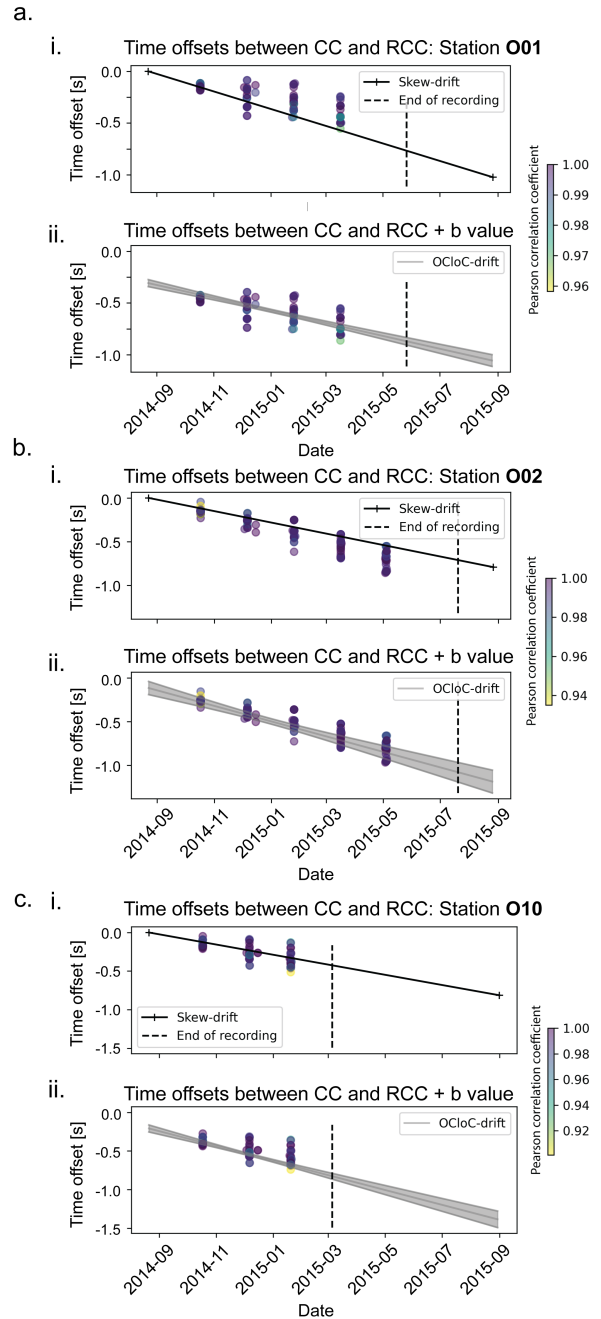 a.
i.
Time offsets between CC and RCC: Station O01
Time offset [s]
0.0
-0.5
-1.0
Skew-drift
End of recording
ii.
Time offsets between CC and RCC + b value
Time offset [s]
0.0
-0.5
-1.0
OCloC-drift
2014-09
2014-11
2015-01
2015-03
2015-05
2015-07
2015-09
Date
Pearson correlation coefficient
1.00
0.99
0.98
0.97
0.96
b.
i.
Time offsets between CC and RCC: Station O02
Time offset [s]
0.0
-0.5
-1.0
Skew-drift
End of recording
ii.
Time offsets between CC and RCC + b value
Time offset [s]
0.0
-0.5
-1.0
OCloC-drift
2014-09
2014-11
2015-01
2015-03
2015-05
2015-07
2015-09
Date
Pearson correlation coefficient
1.00
0.98
0.96
0.94
c.
i.
Time offsets between CC and RCC: Station O10
Time offset [s]
0.0
-0.5
-1.0
-1.5
Skew-drift
End of recording
ii.
Time offsets between CC and RCC + b value
Time offset [s]
0.0
-0.5
-1.0
-1.5
OCloC-drift
2014-09
2014-11
2015-01
2015-03
2015-05
2015-07
2015-09
Date
Pearson correlation coefficient
1.00
0.98
0.96
0.94
0.92